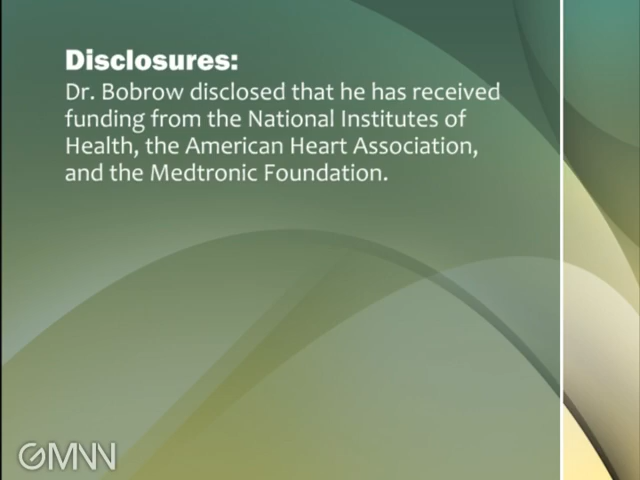 Disclosures:
Dr. Bobrow disclosed that he has received
funding from the National Institutes of
Health, the American Heart Association,
and the Medtronic Foundation.
GMNN